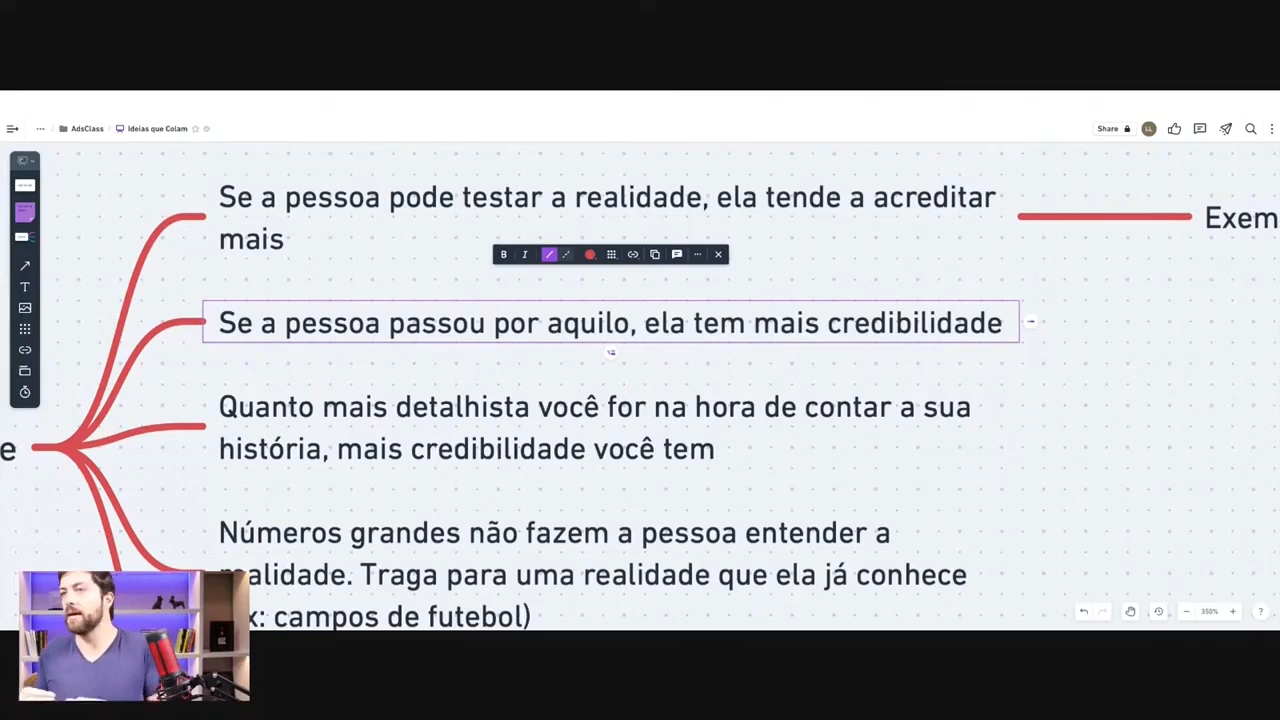 AdsClass / Ideias que Colam
Share
LL
Se a pessoa pode testar a realidade, ela tende a acreditar
mais
Exem
B I
Se a pessoa passou por aquilo, ela tem mais credibilidade
Quanto mais detalhista você for na hora de contar a sua
história, mais credibilidade você tem
e
Números grandes não fazem a pessoa entender a
realidade. Traga para uma realidade que ela já conhece
x: campos de futebol)
350%